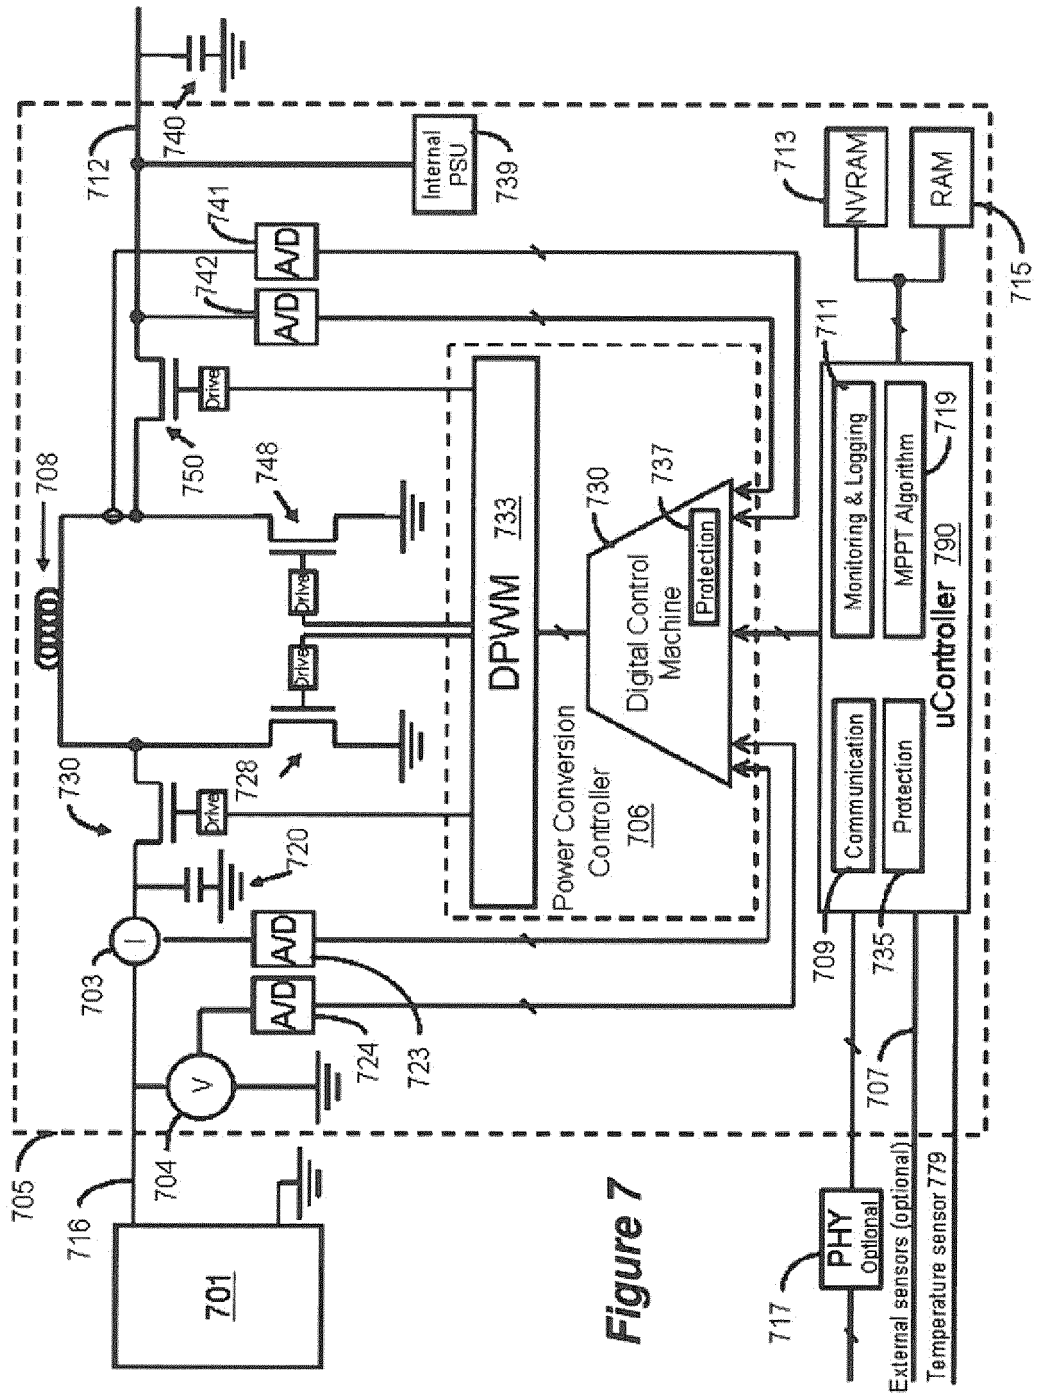 Figure 7
701
716
705
704
V
703
I
720
730
Drive
728
Drive
708
748
Drive
750
Drive
712
740
724
A/D
723
A/D
742
A/D
741
A/D
Internal
PSU
739
DPWM 733
Power Conversion
Controller
706
Digital Control
Machine
730
Protection
737
uController 790
Communication
709
Protection
735
Monitoring & Logging
711
MPPT Algorithm
719
NVRAM
713
RAM
715
PHY
Optional
717
707
External sensors (optional)
Temperature sensor 779